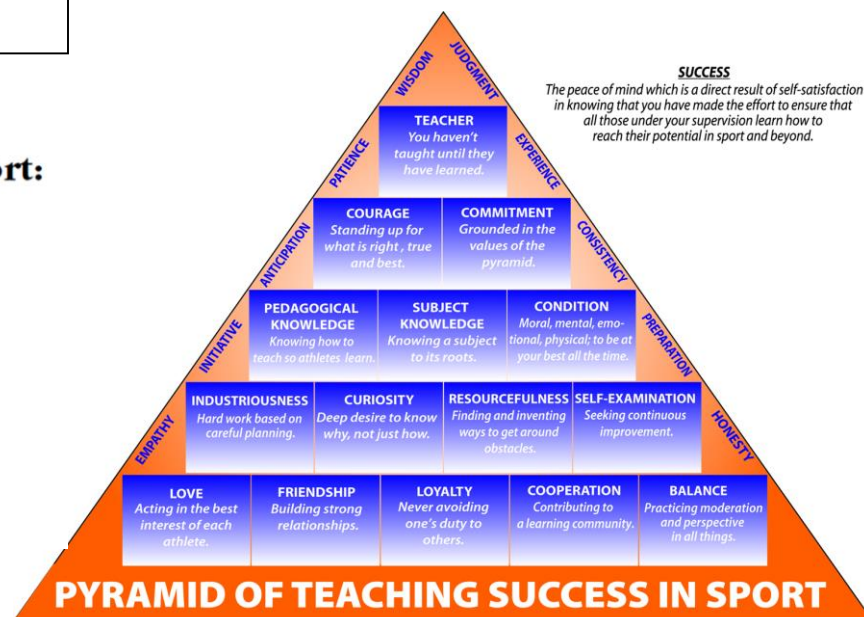 rt:
SUCCESS
The peace of mind which is a direct result of self-satisfaction
in knowing that you have made the effort to ensure that
all those under your supervision learn how to
reach their potential in sport and beyond.
WISDOM
JUDGMENT
PATIENCE
EXPERIENCE
TEACHER
You haven't
taught until they
have learned.
ANTICIPATION
CONSISTENCY
COURAGE
Standing up for
what is right , true
and best.
COMMITMENT
Grounded in the
values of the
pyramid.
INITIATIVE
PREPARATION
PEDAGOGICAL
KNOWLEDGE
Knowing how to
teach so athletes learn.
SUBJECT
KNOWLEDGE
Knowing a subject
to its roots.
CONDITION
Moral, mental, emo-
tional, physical; to be at
your best all the time.
EMPATHY
HONESTY
INDUSTRIOUSNESS
Hard work based on
careful planning.
CURIOSITY
Deep desire to know
why, not just how.
RESOURCEFULNESS
Finding and inventing
ways to get around
obstacles.
SELF-EXAMINATION
Seeking continuous
improvement.
LOVE
Acting in the best
interest of each
athlete.
FRIENDSHIP
Building strong
relationships.
LOYALTY
Never avoiding
one's duty to
others.
COOPERATION
Contributing to
a learning community.
BALANCE
Practicing moderation
and perspective
in all things.
PYRAMID OF TEACHING SUCCESS IN SPORT